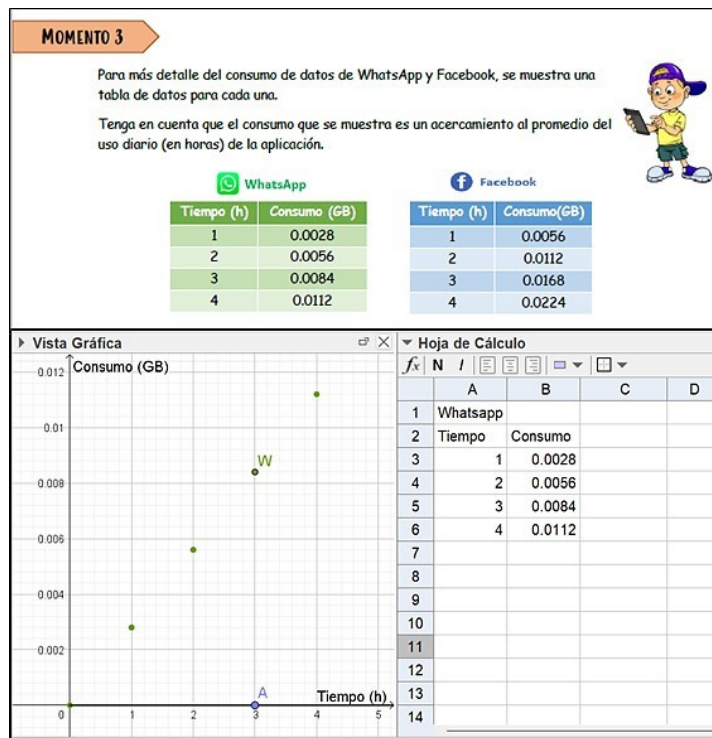 MOMENTO 3
Para más detalle del consumo de datos de WhatsApp y Facebook, se muestra una
tabla de datos para cada una.
Tenga en cuenta que el consumo que se muestra es un acercamiento al promedio del
uso diario (en horas) de la aplicación.
WhatsApp
Tiempo (h) Consumo (GB)
1 0.0028
2 0.0056
3 0.0084
4 0.0112
Facebook
Tiempo (h) Consumo(GB)
1 0.0056
2 0.0112
3 0.0168
4 0.0224
Vista Gráfica
Consumo (GB)
0.012
0.01
W
0.008
0.006
0.004
0.002
A
Tiempo (h)
0 1 2 3 4 5
Hoja de Cálculo
fx N I
A B C D
1 Whatsapp
2 Tiempo Consumo
3 1 0.0028
4 2 0.0056
5 3 0.0084
6 4 0.0112
7
8
9
10
11
12
13
14